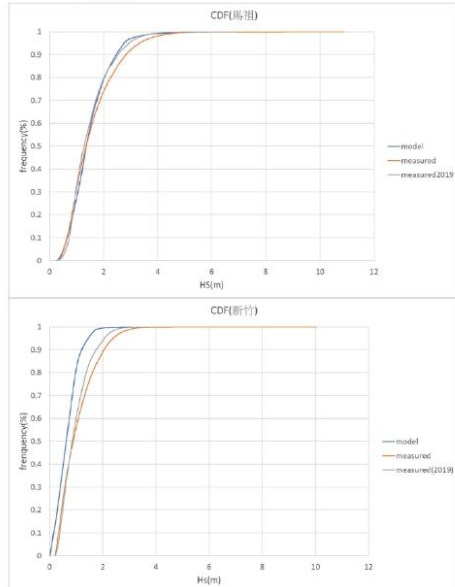 CDF(馬祖)
1
0.9
0.8
0.7
0.6
0.5
0.4
0.3
0.2
0.1
0
frequency(%)
0 2 4 6 8 10 12
HS(m)
model
measured
measured2019
CDF(新竹)
1
0.9
0.8
0.7
0.6
0.5
0.4
0.3
0.2
0.1
0
frenquency(%)
0 2 4 6 8 10 12
Hs(m)
model
measured
measured(2019)